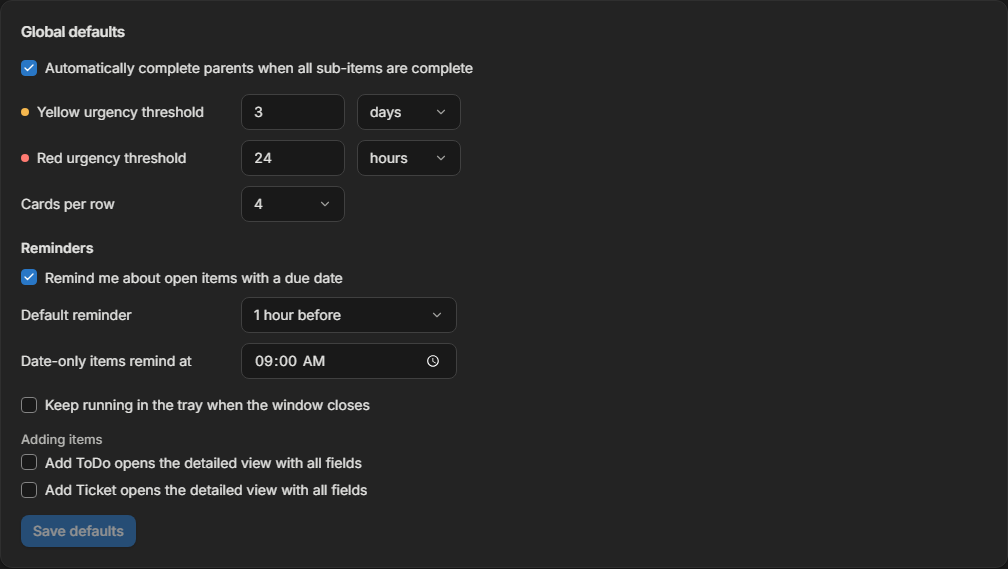 Global defaults
Automatically complete parents when all sub-items are complete
Yellow urgency threshold 3 days
Red urgency threshold 24 hours
Cards per row 4
Reminders
Remind me about open items with a due date
Default reminder 1 hour before
Date-only items remind at 09:00 AM
Keep running in the tray when the window closes
Adding items
Add ToDo opens the detailed view with all fields
Add Ticket opens the detailed view with all fields
Save defaults